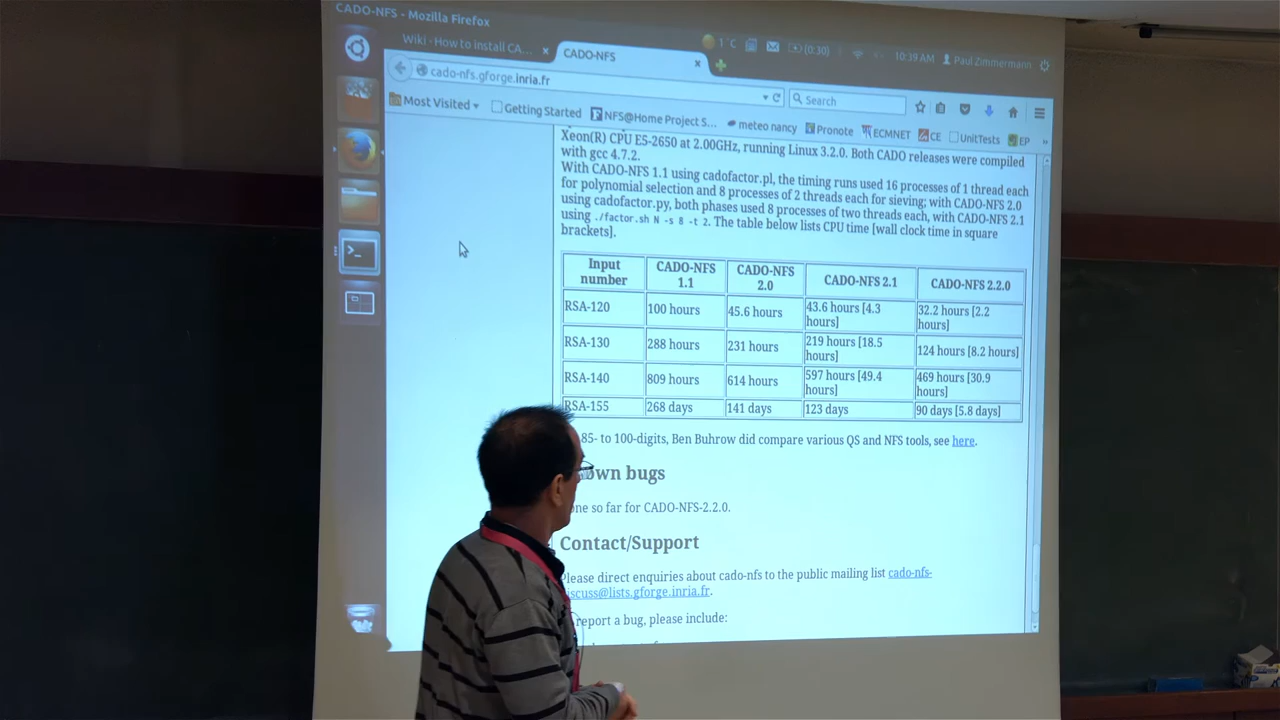 CADO-NFS - Mozilla Firefox
1°C (0:30) 10:39 AM Paul Zimmermann
Wiki - How to install CA... × CADO-NFS ×
cado-nfs.gforge.inria.fr Search
Most Visited Getting Started NFS@Home Project S... meteo nancy Pronote ECMNET CE UnitTests EP
Xeon(R) CPU E5-2650 at 2.00GHz, running Linux 3.2.0. Both CADO releases were compiled
with gcc 4.7.2.
With CADO-NFS 1.1 using cadofactor.pl, the timing runs used 16 processes of 1 thread each
for polynomial selection and 8 processes of 2 threads each for sieving; with CADO-NFS 2.0
using cadofactor.py, both phases used 8 processes of two threads each, with CADO-NFS 2.1
using ./factor.sh N -s 8 -t 2. The table below lists CPU time [wall clock time in square
brackets].
Input number CADO-NFS 1.1 CADO-NFS 2.0 CADO-NFS 2.1 CADO-NFS 2.2.0
RSA-120 100 hours 45.6 hours 43.6 hours [4.3 hours] 32.2 hours [2.2 hours]
RSA-130 288 hours 231 hours 219 hours [18.5 hours] 124 hours [8.2 hours]
RSA-140 809 hours 614 hours 597 hours [49.4 hours] 469 hours [30.9 hours]
RSA-155 268 days 141 days 123 days 90 days [5.8 days]
85- to 100-digits, Ben Buhrow did compare various QS and NFS tools, see here.
own bugs
ne so far for CADO-NFS-2.2.0.
Contact/Support
Please direct enquiries about cado-nfs to the public mailing list cado-nfs-
iscuss@lists.gforge.inria.fr.
report a bug, please include: